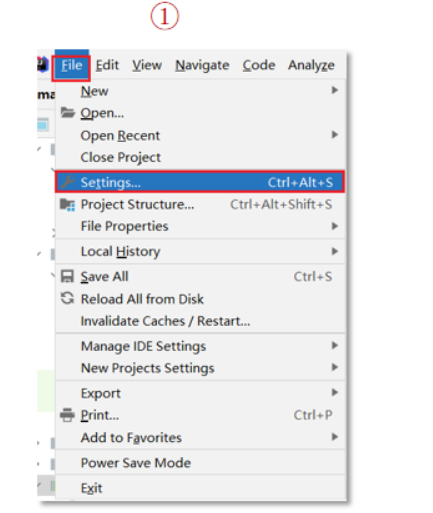 ①
File Edit View Navigate Code Analyze
ma
New
Open...
Open Recent
Close Project
Settings... Ctrl+Alt+S
Project Structure... Ctrl+Alt+Shift+S
File Properties
Local History
Save All Ctrl+S
Reload All from Disk
Invalidate Caches / Restart...
Manage IDE Settings
New Projects Settings
Export
Print... Ctrl+P
Add to Favorites
Power Save Mode
Exit